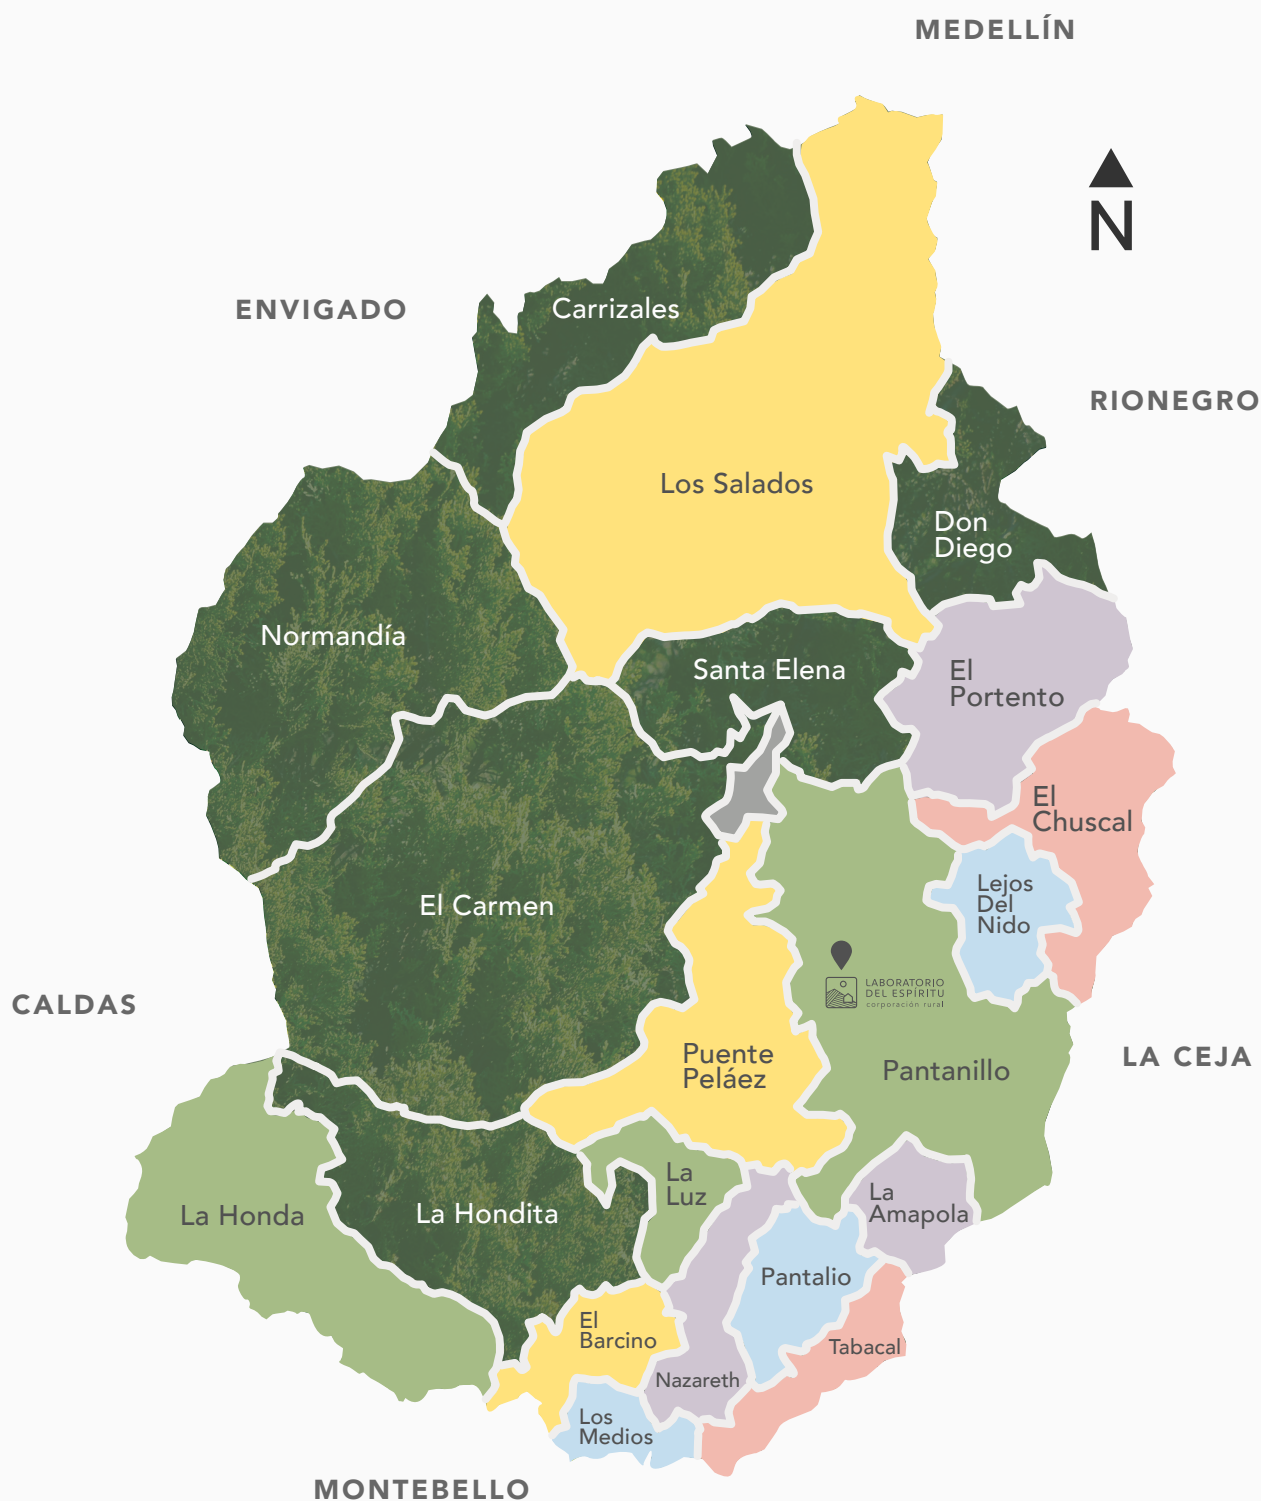 MEDELLÍN
N
ENVIGADO
Carrizales
RIONEGRO
Los Salados
Don
Diego
Normandía
Santa Elena
El
Portento
El
Chuscal
El Carmen
Lejos
Del
Nido
LABORATORIO
DEL ESPÍRITU
corporación rural
CALDAS
Puente
Peláez
LA CEJA
Pantanillo
La
Luz
La
Amapola
La Honda
La Hondita
Pantalio
El
Barcino
Tabacal
Nazareth
Los
Medios
MONTEBELLO